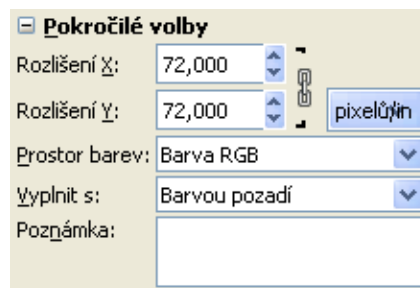 Pokročilé volby
Rozlišení X: 72,000
Rozlišení Y: 72,000 pixelů/in
Prostor barev: Barva RGB
Vyplnit s: Barvou pozadí
Poznámka: